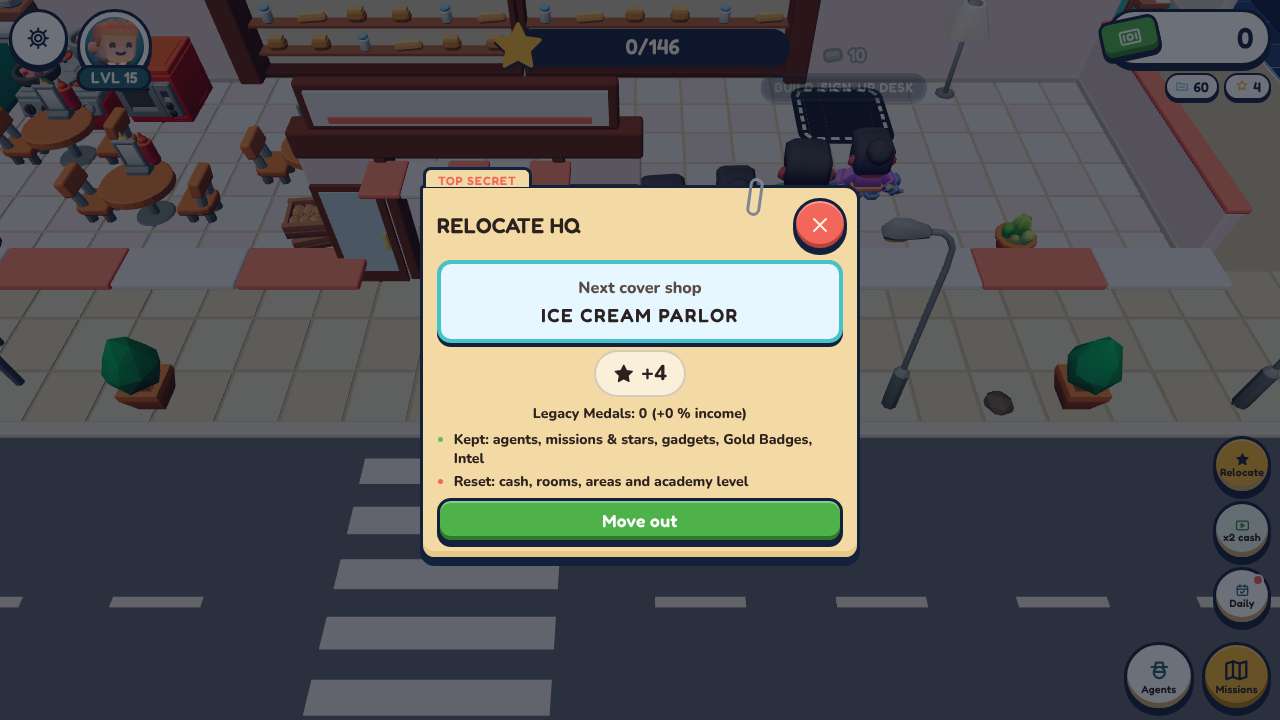 LVL 15
0/146
10
BUILD SIGN-UP DESK
0
60
4
TOP SECRET
RELOCATE HQ
Next cover shop
ICE CREAM PARLOR
+4
Legacy Medals: 0 (+0 % income)
Kept: agents, missions & stars, gadgets, Gold Badges,
Intel
Reset: cash, rooms, areas and academy level
Move out
Relocate
x2 cash
Daily
Agents
Missions